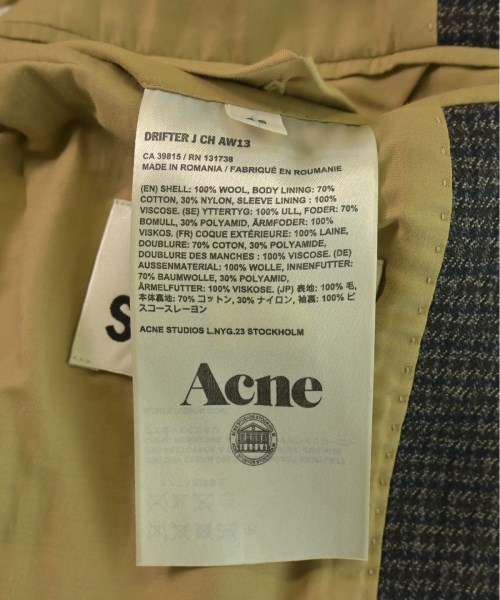 DRIFTER J CH AW13
CA 39815 / RN 131738
MADE IN ROMANIA / FABRIQUÉ EN ROUMANIE
(EN) SHELL: 100% WOOL, BODY LINING: 70%
COTTON, 30% NYLON, SLEEVE LINING : 100%
VISCOSE. (SE) YTTERTYG: 100% ULL, FODER: 70%
BOMULL, 30% POLYAMID, ÄRMFODER: 100%
VISKOS. (FR) COQUE EXTÉRIEURE: 100% LAINE,
DOUBLURE: 70% COTON, 30% POLYAMIDE,
DOUBLURE DES MANCHES : 100% VISCOSE. (DE)
AUSSENMATERIAL: 100% WOLLE, INNENFUTTER:
70% BAUMWOLLE, 30% POLYAMID,
ÄRMELFUTTER: 100% VISKOSE. (JP) 表地: 100% 毛,
本体裏地: 70% コットン, 30% ナイロン, 袖裏: 100% ビ
スコースレーヨン
ACNE STUDIOS L.NYG.23 STOCKHOLM
S
Acne